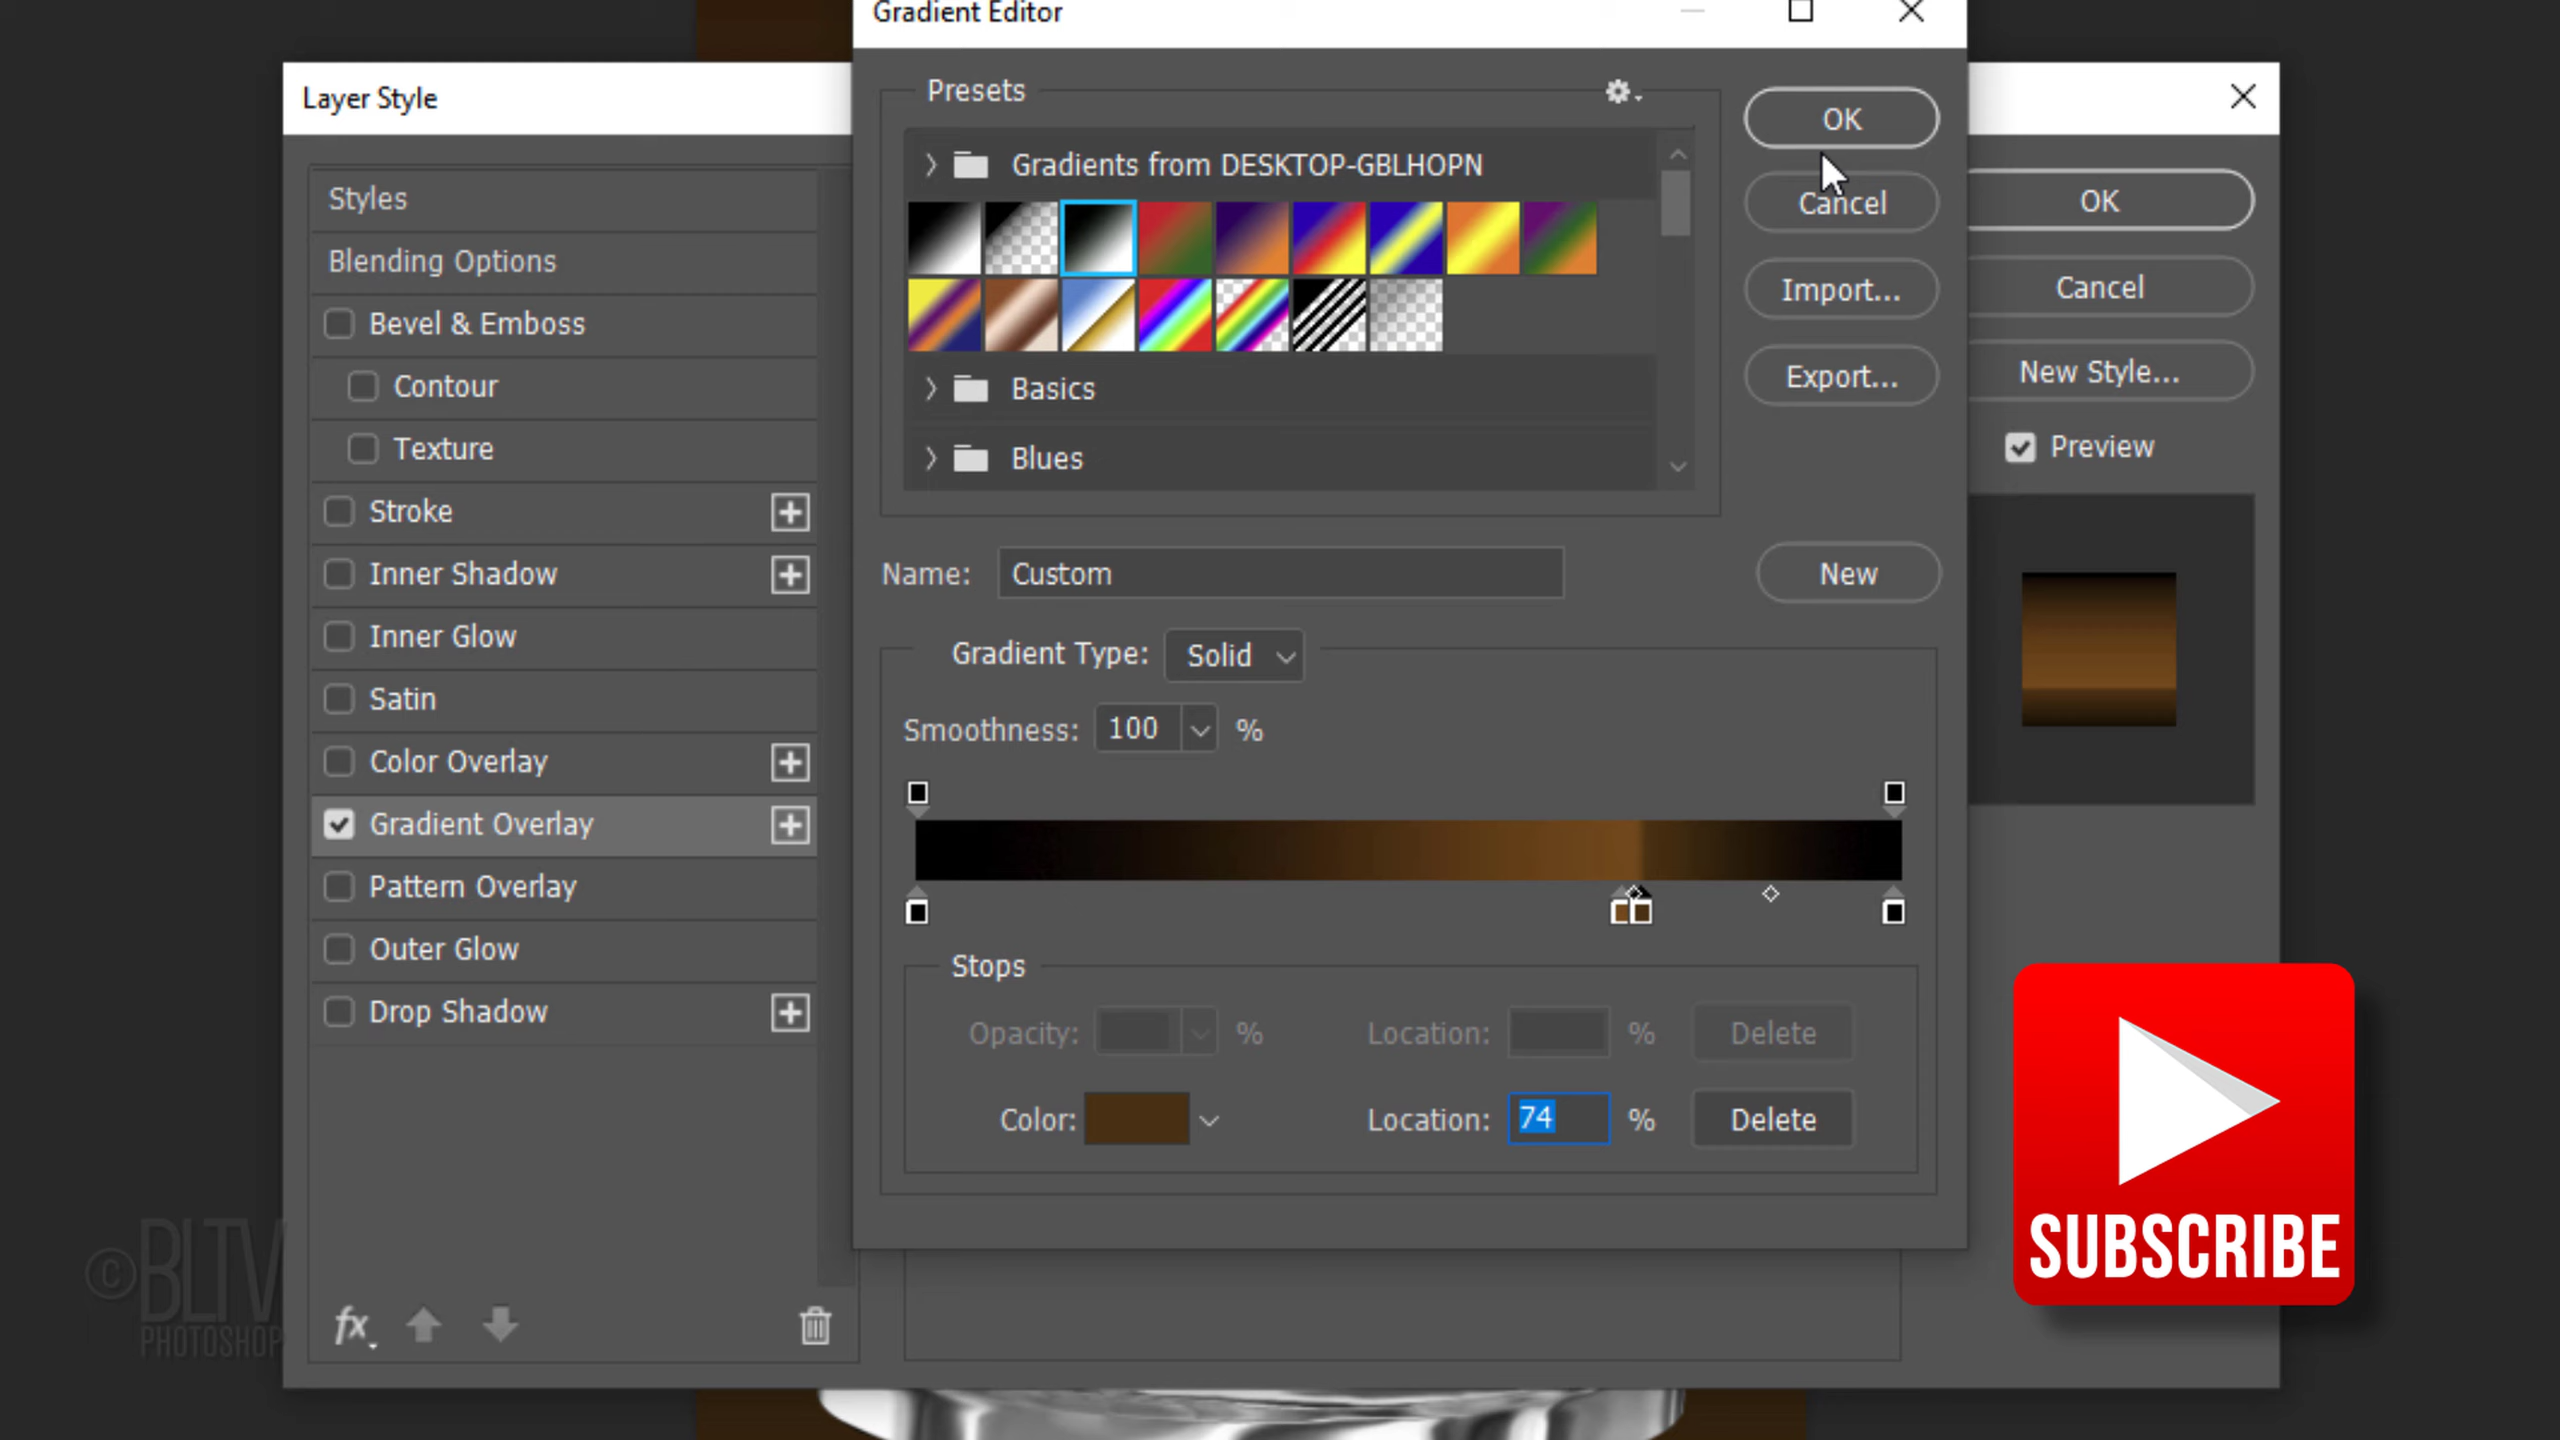 Gradient Editor
Layer Style
Presets
Gradients from DESKTOP-GBLHOPN
OK
Cancel
Import...
Export...
Basics
Blues
Name: Custom
New
Gradient Type: Solid
Smoothness: 100 %
Stops
Opacity: % Location: % Delete
Color: Location: 74 % Delete
Styles
Blending Options
Bevel & Emboss
Contour
Texture
Stroke
Inner Shadow
Inner Glow
Satin
Color Overlay
Gradient Overlay
Pattern Overlay
Outer Glow
Drop Shadow
fx
OK
Cancel
New Style...
Preview
SUBSCRIBE
©BLTV
PHOTOSHOP